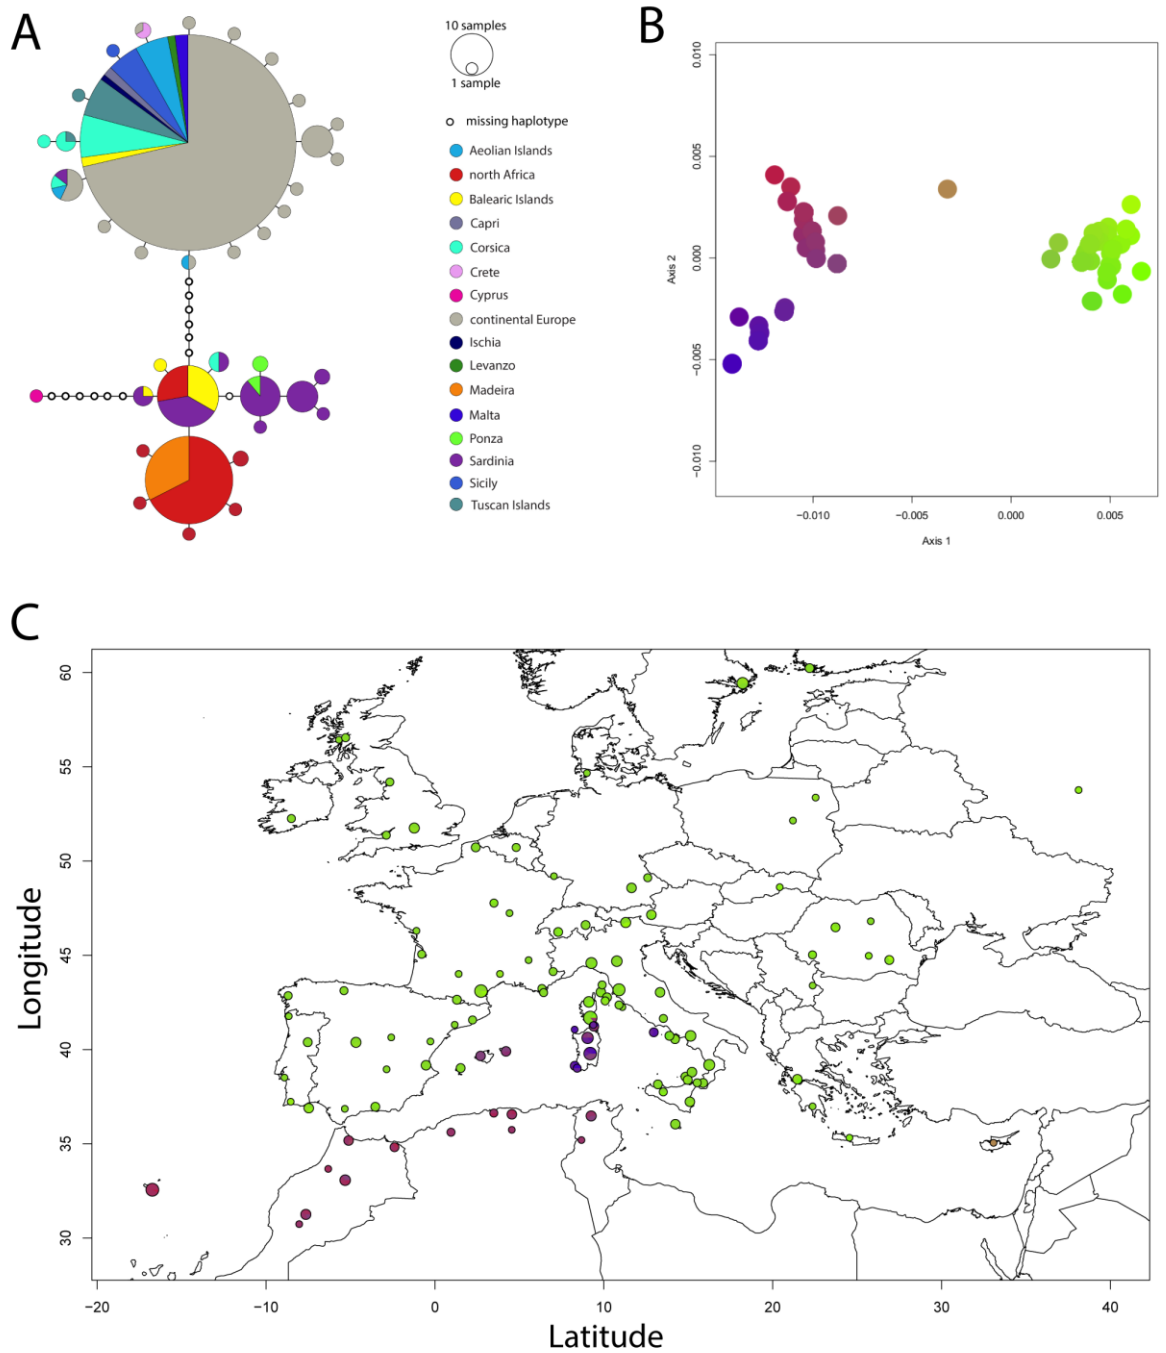 A
10 samples
1 sample
missing haplotype
Aeolian Islands
north Africa
Balearic Islands
Capri
Corsica
Crete
Cyprus
continental Europe
Ischia
Levanzo
Madeira
Malta
Ponza
Sardinia
Sicily
Tuscan Islands
B
0.010
0.005
0.000
−0.005
−0.010
Axis 2
−0.010
−0.005
0.000
0.005
Axis 1
C
60
55
50
45
40
35
30
Longitude
−20
−10
0
10
20
30
40
Latitude